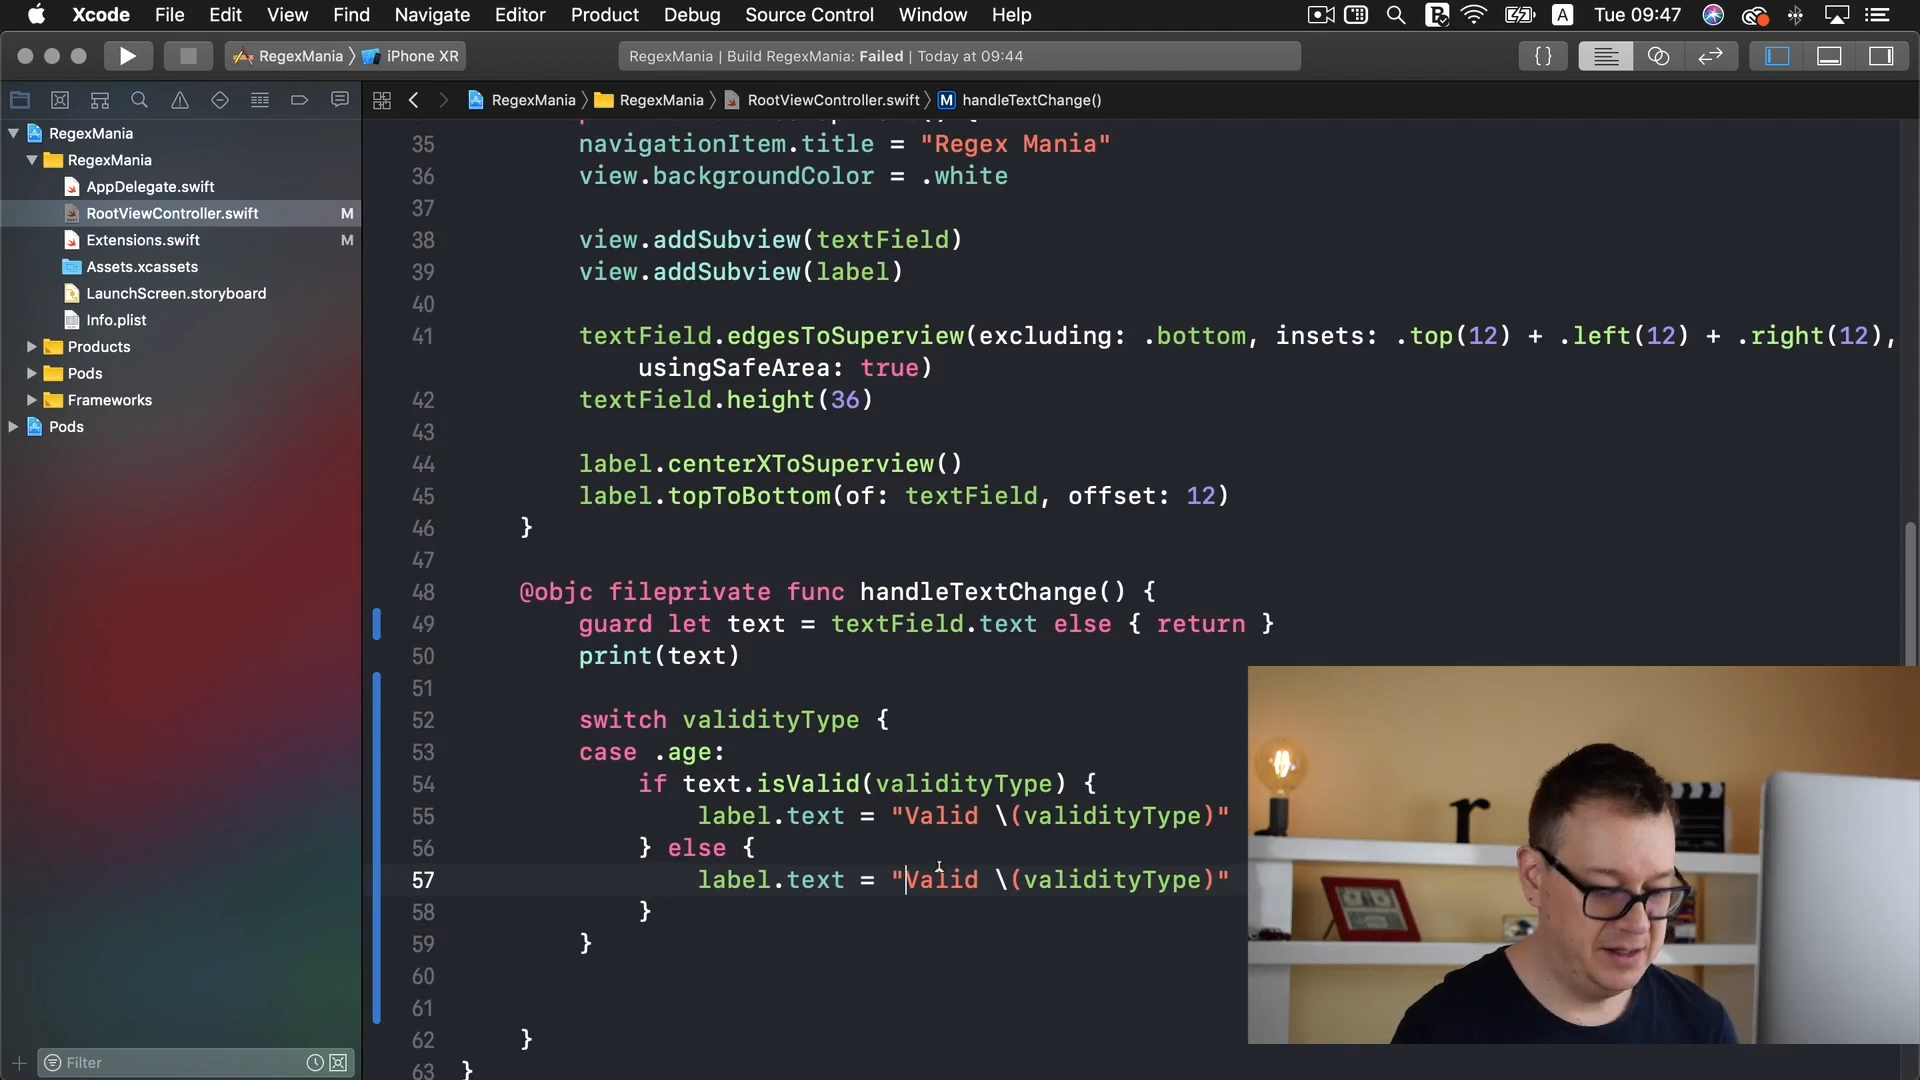 Xcode File Edit View Find Navigate Editor Product Debug Source Control Window Help A Tue 09:47
RegexMania iPhone XR RegexMania | Build RegexMania: Failed | Today at 09:44 {}
RegexMania RegexMania RootViewController.swift M handleTextChange()
RegexMania
RegexMania
AppDelegate.swift
RootViewController.swift M
Extensions.swift M
Assets.xcassets
LaunchScreen.storyboard
Info.plist
Products
Pods
Frameworks
Pods
Filter
35 navigationItem.title = "Regex Mania"
36 view.backgroundColor = .white
37
38 view.addSubview(textField)
39 view.addSubview(label)
40
41 textField.edgesToSuperview(excluding: .bottom, insets: .top(12) + .left(12) + .right(12),
usingSafeArea: true)
42 textField.height(36)
43
44 label.centerXToSuperview()
45 label.topToBottom(of: textField, offset: 12)
46 }
47
48 @objc fileprivate func handleTextChange() {
49 guard let text = textField.text else { return }
50 print(text)
51
52 switch validityType {
53 case .age:
54 if text.isValid(validityType) {
55 label.text = "Valid \(validityType)"
56 } else {
57 label.text = "Valid \(validityType)"
58 }
59 }
60
61
62 }
63 }
r